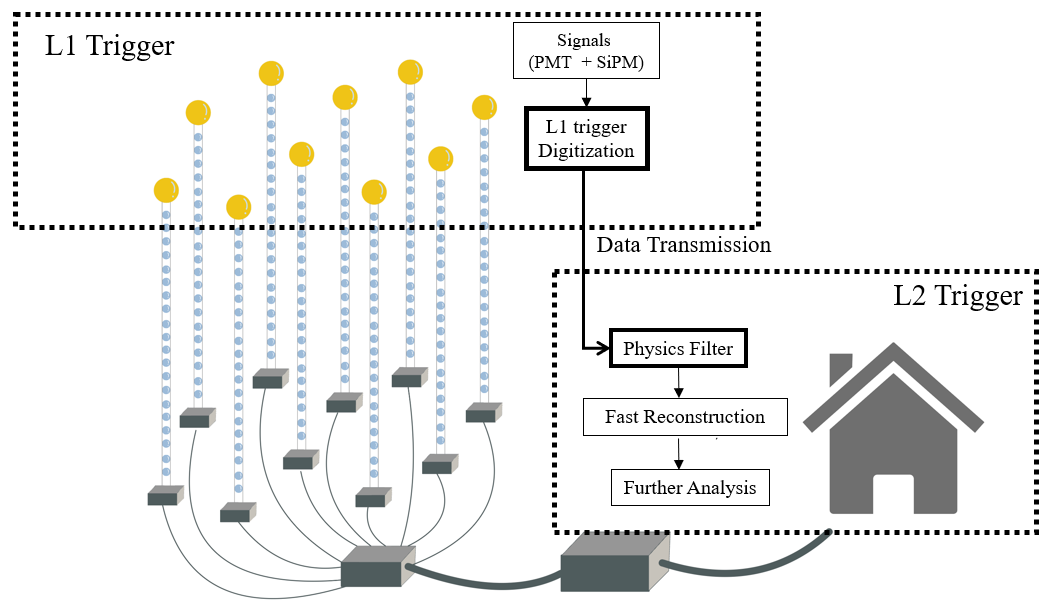 L1 Trigger
Signals
(PMT + SiPM)
L1 trigger
Digitization
Data Transmission
L2 Trigger
Physics Filter
Fast Reconstruction
Further Analysis